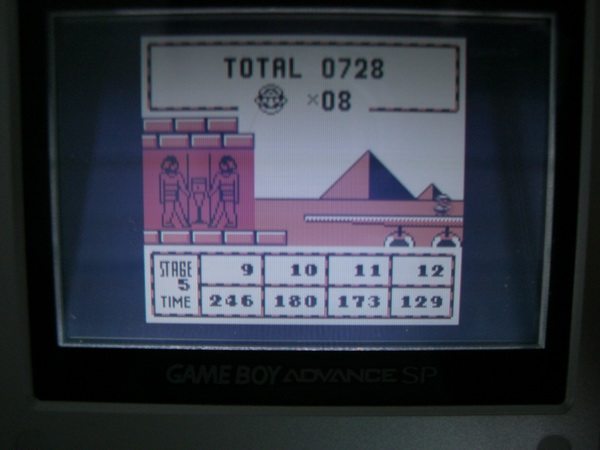 TOTAL 0728
×08
STAGE 5 9 10 11 12
TIME 246 180 173 129
GAME BOY ADVANCE SP